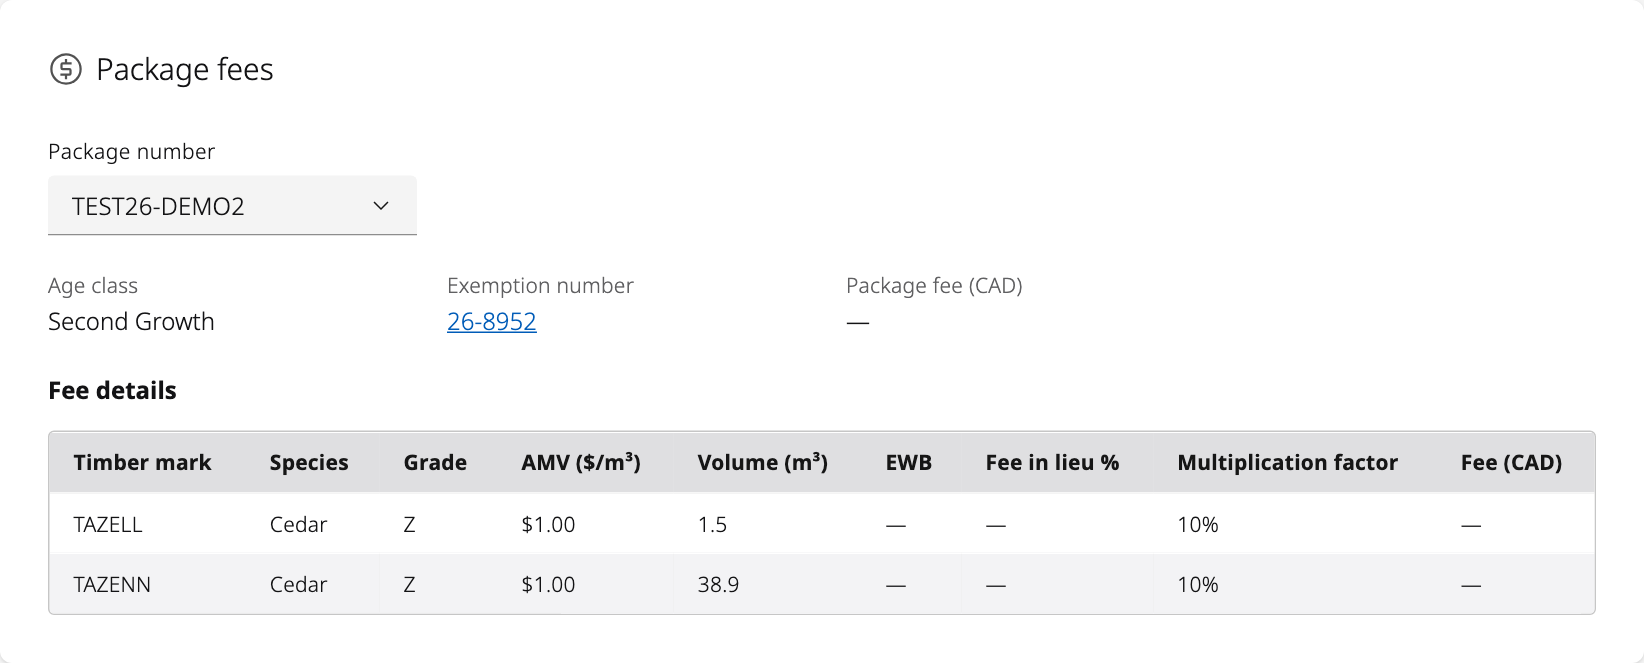 Package fees
Package number
TEST26-DEMO2
Age class Exemption number Package fee (CAD)
Second Growth 26-8952 —
Fee details
Timber mark Species Grade AMV ($/m³) Volume (m³) EWB Fee in lieu % Multiplication factor Fee (CAD)
TAZELL Cedar Z $1.00 1.5 — — 10% —
TAZENN Cedar Z $1.00 38.9 — — 10% —